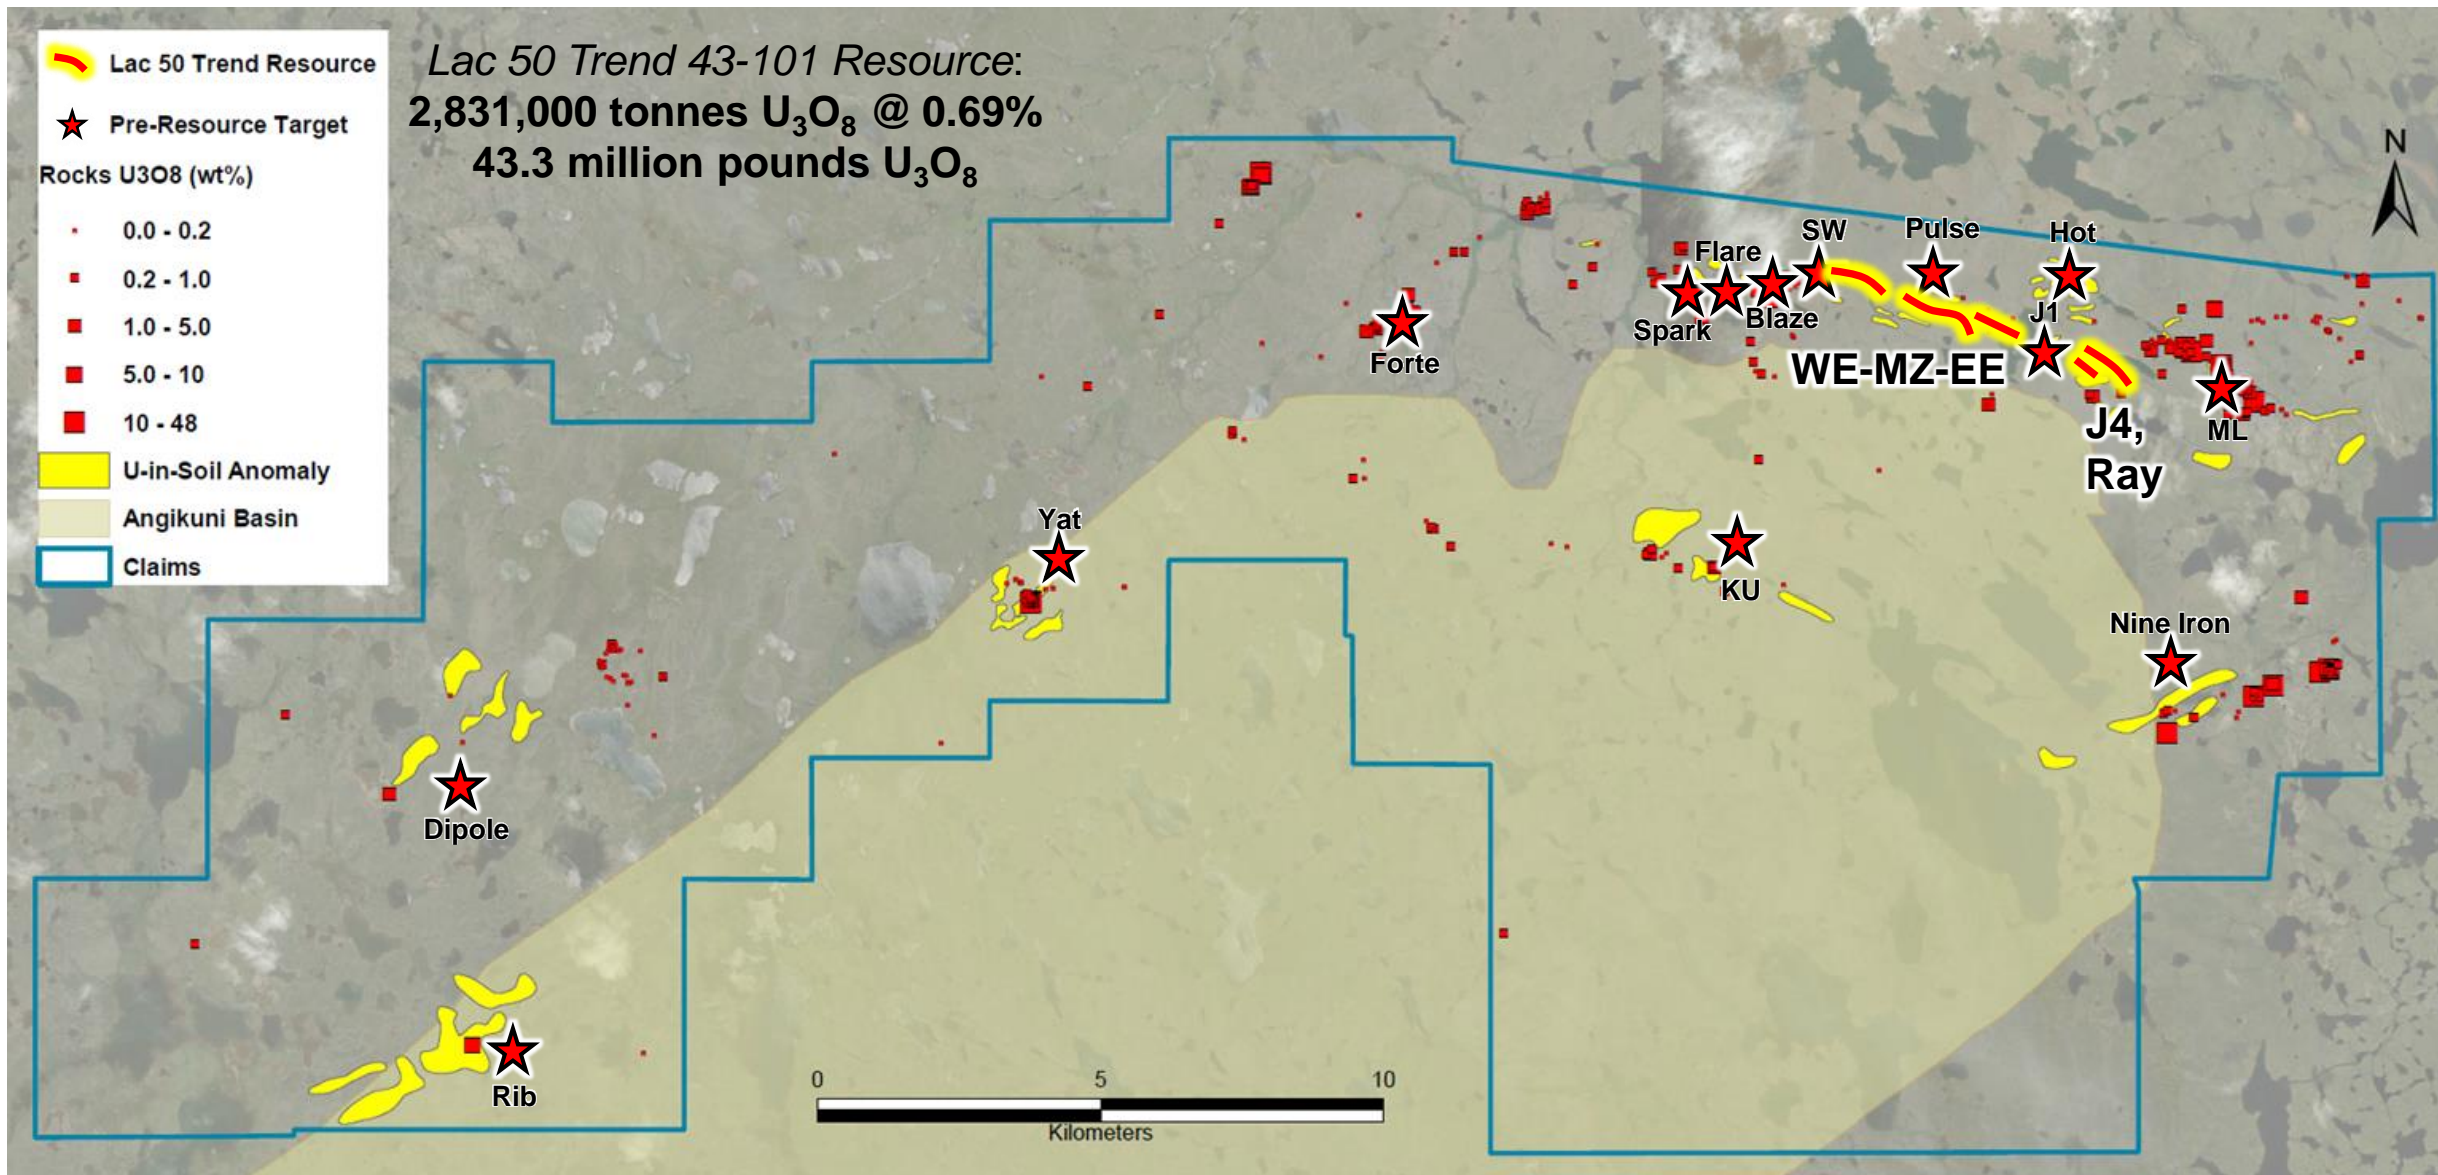 Lac 50 Trend Resource
Pre-Resource Target
Rocks U3O8 (wt%)
0.0 - 0.2
0.2 - 1.0
1.0 - 5.0
5.0 - 10
10 - 48
U-in-Soil Anomaly
Angikuni Basin
Claims
Lac 50 Trend 43-101 Resource:
2,831,000 tonnes U₃O₈ @ 0.69%
43.3 million pounds U₃O₈
N
SW
Pulse
Hot
Flare
Spark
Blaze
J1
Forte
WE-MZ-EE
J4,
Ray
ML
Yat
KU
Nine Iron
Dipole
Rib
0 5 10
Kilometers